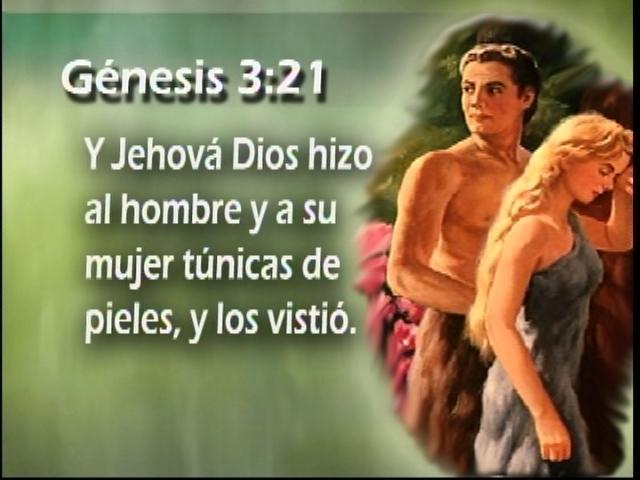 Génesis 3:21
Y Jehová Dios hizo
al hombre y a su
mujer túnicas de
pieles, y los vistió.